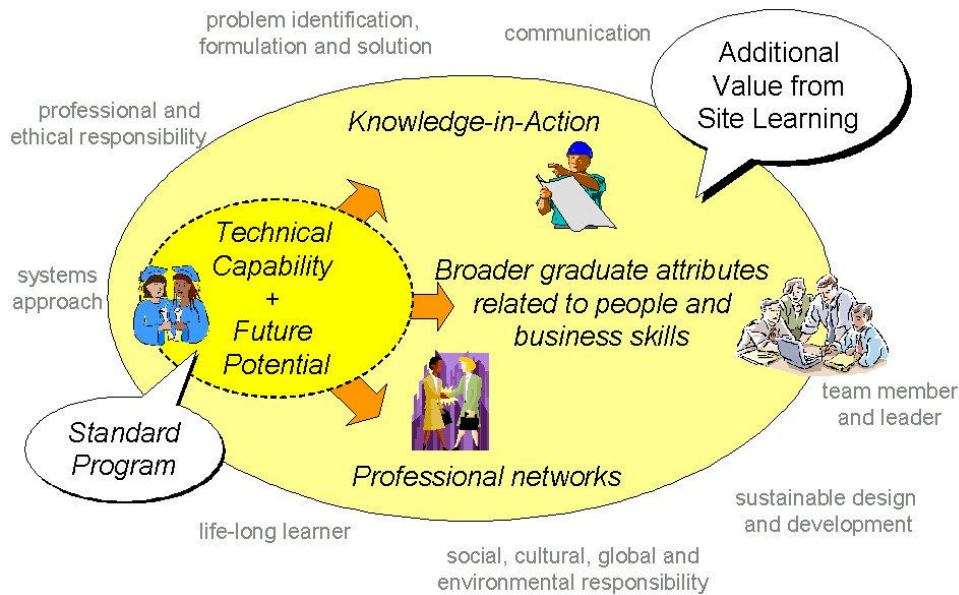 problem identification,
formulation and solution
communication
Additional
Value from
Site Learning
professional and
ethical responsibility
Knowledge-in-Action
Technical
Capability
+
Future
Potential
systems
approach
Broader graduate attributes
related to people and
business skills
team member
and leader
Standard
Program
Professional networks
sustainable design
and development
life-long learner
social, cultural, global and
environmental responsibility